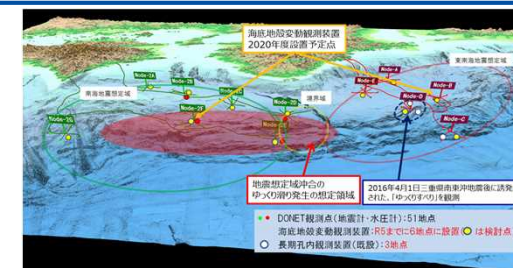 海底地殻変動観測装置
2020年度設置予定点
南海地震想定域
東南海地震想定域
境界域
Node-2A
Node-2B
Node-2C
Node-2D
Node-2F
Node-2G
Node-A
Node-B
Node-C
Node-D
Node-E
地震想定域沖合の
ゆっくり滑り発生の想定領域
2016年4月1日三重県南東沖地震後に誘発
された、「ゆっくりすべり」を観測
DONET観測点(地震計・水圧計):51地点
海底地殻変動観測装置:R5までに6地点に設置(は検討点
長期孔内観測装置(既設):3地点